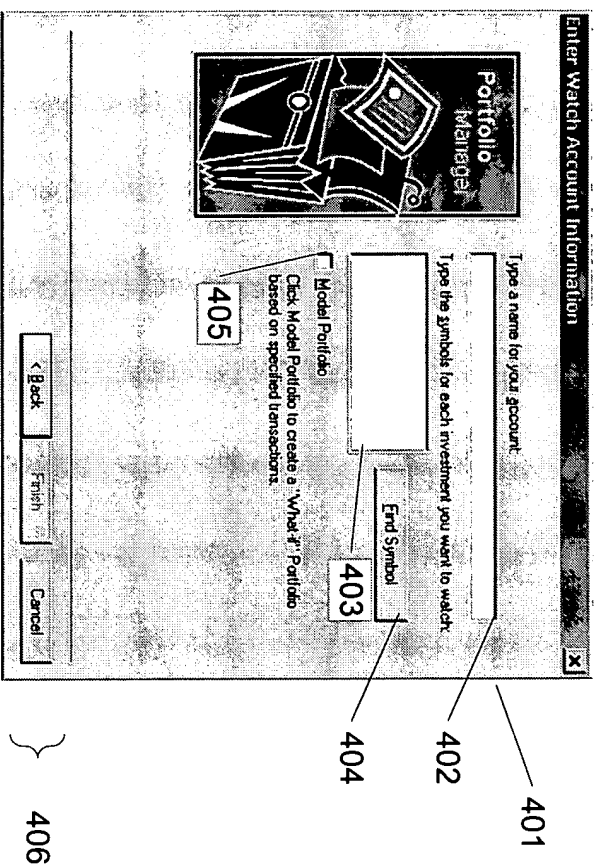 Enter Watch Account Information
Portfolio
Manager
Type a name for your account:
Type the symbols for each investment you want to watch:
Find Symbol
Model Portfolio
Click Model Portfolio to create a "What-if" Portfolio
based on specified transactions.
< Back
Finish
Cancel
401
402
403
404
405
406